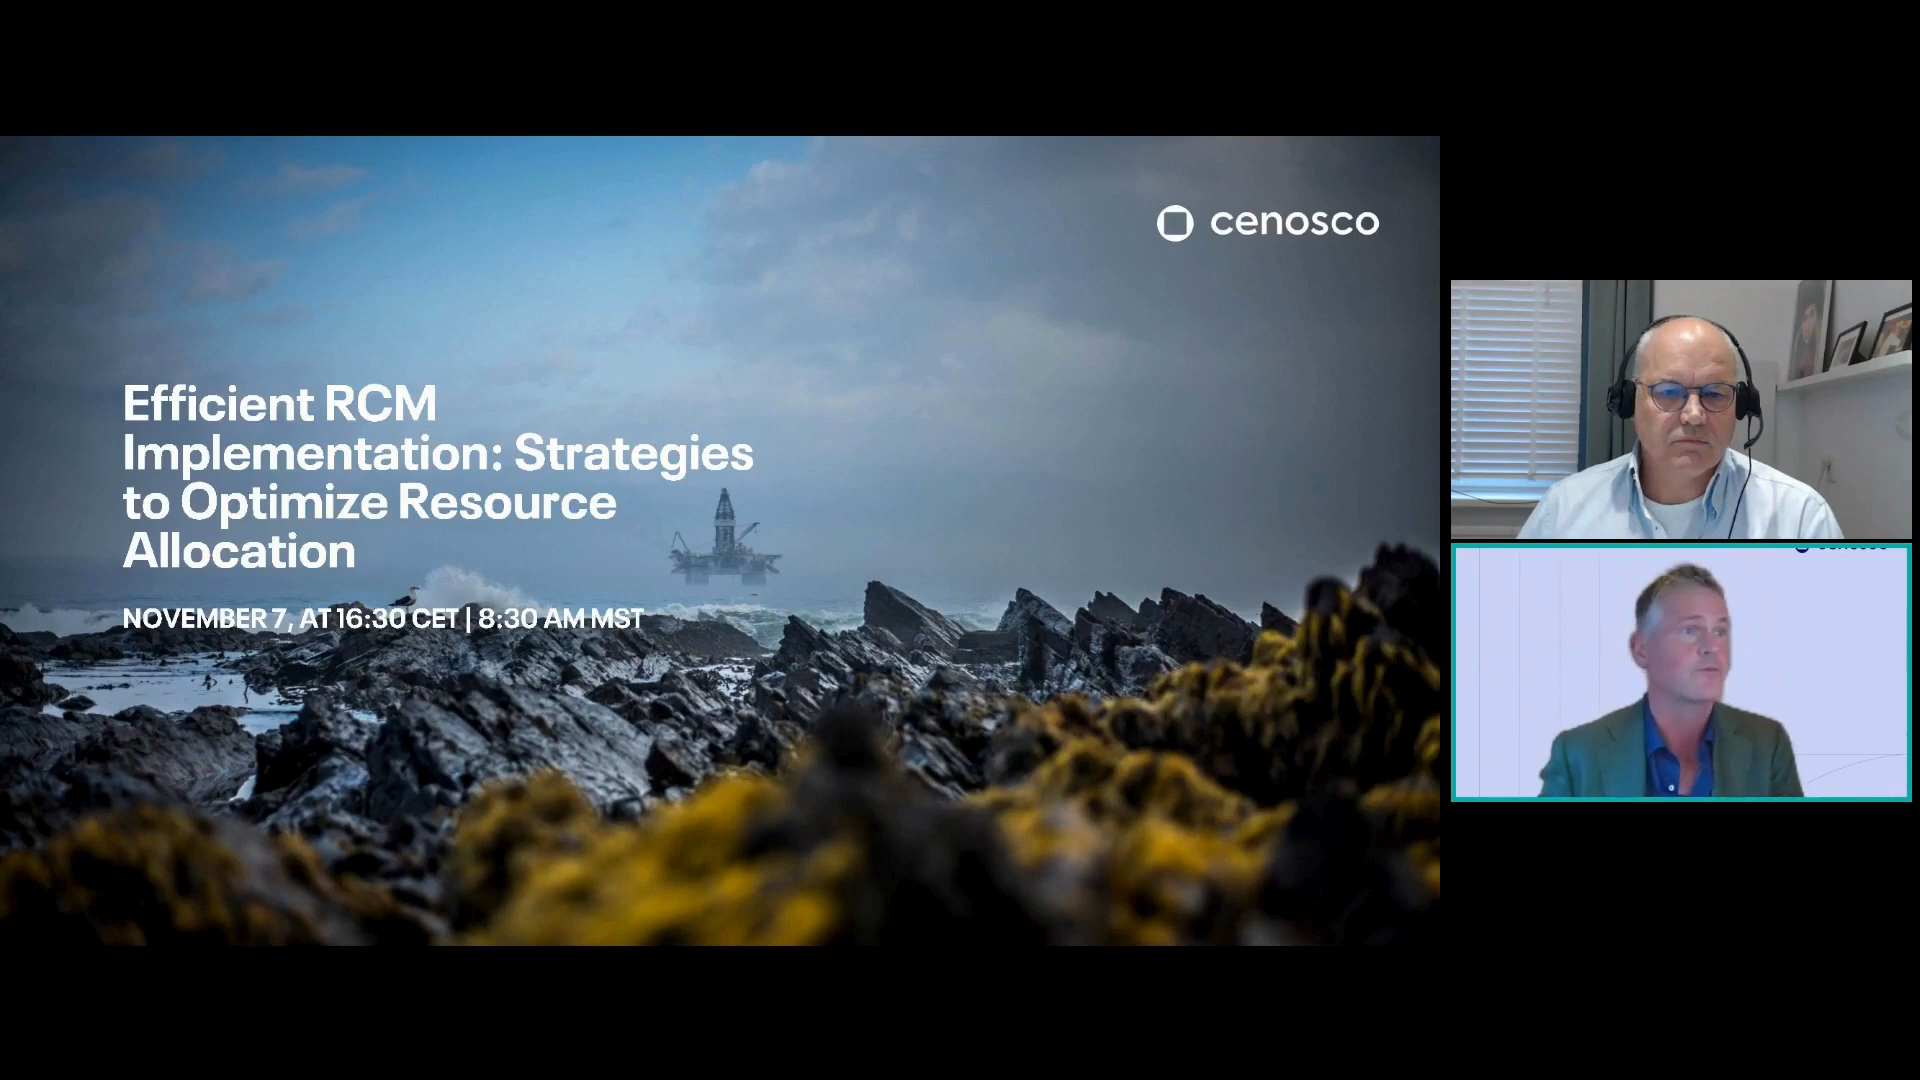 cenosco
Efficient RCM
Implementation: Strategies
to Optimize Resource
Allocation
NOVEMBER 7, AT 16:30 CET | 8:30 AM MST